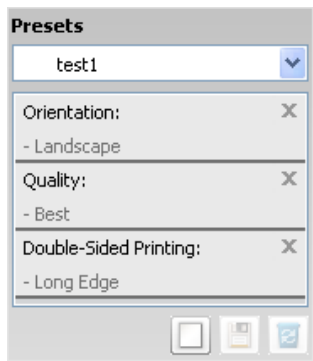 Presets
test1
Orientation:
- Landscape
Quality:
- Best
Double-Sided Printing:
- Long Edge